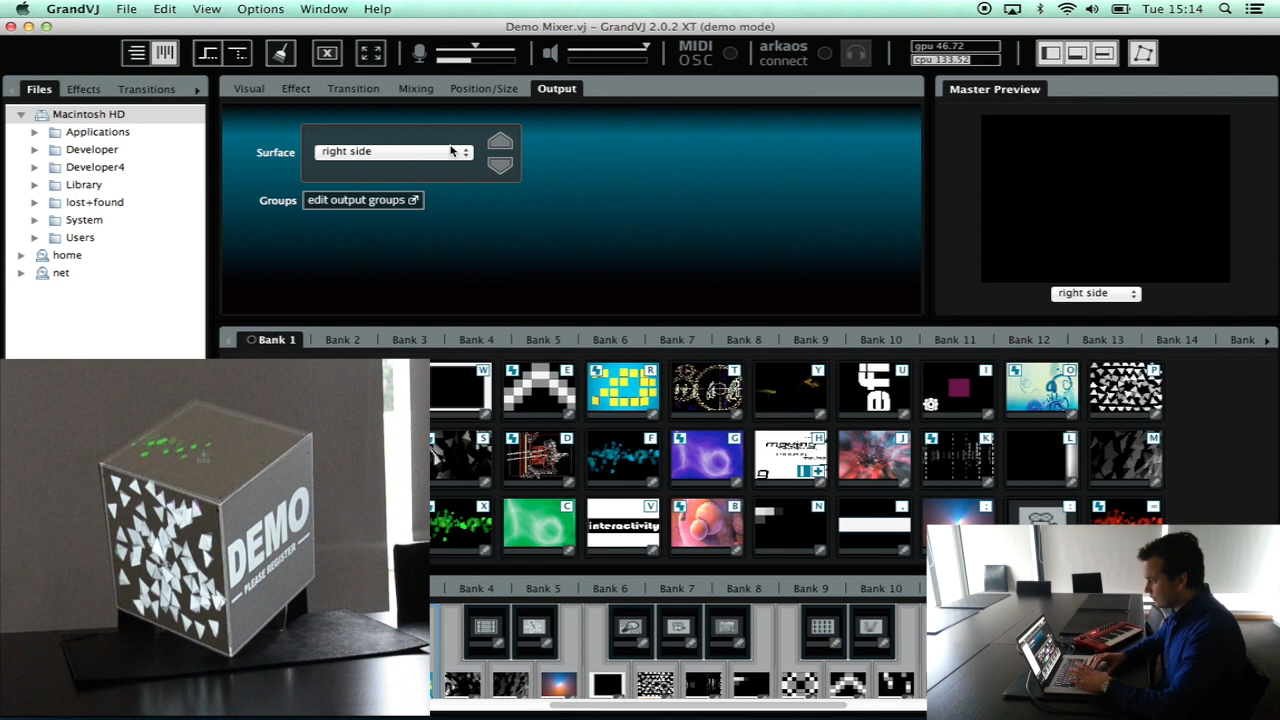 GrandVJ File Edit View Options Window Help Tue 15:14
Demo Mixer.vj – GrandVJ 2.0.2 XT (demo mode)
MIDI OSC arkaos connect gpu 46.72
cpu 133.52
Files Effects Transitions
Visual Effect Transition Mixing Position/Size Output
Master Preview
Macintosh HD
Applications
Developer
Developer4
Library
lost+found
System
Users
home
net
Surface right side
Groups edit output groups
right side
Bank 1 Bank 2 Bank 3 Bank 4 Bank 5 Bank 6 Bank 7 Bank 8 Bank 9 Bank 10 Bank 11 Bank 12 Bank 13 Bank 14 Bank
W E R T Y U I O P
S D F G H J K L M
X C V B N , . : =
interactivity
Bank 4 Bank 5 Bank 6 Bank 7 Bank 8 Bank 9 Bank 10
DEMO
PLEASE REGISTER